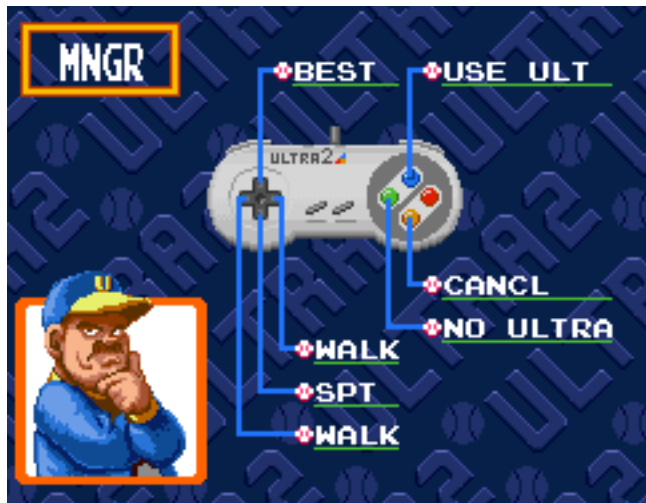 MNGR
BEST
USE ULT
ULTRA2
CANCL
NO ULTRA
WALK
SPT
WALK
U